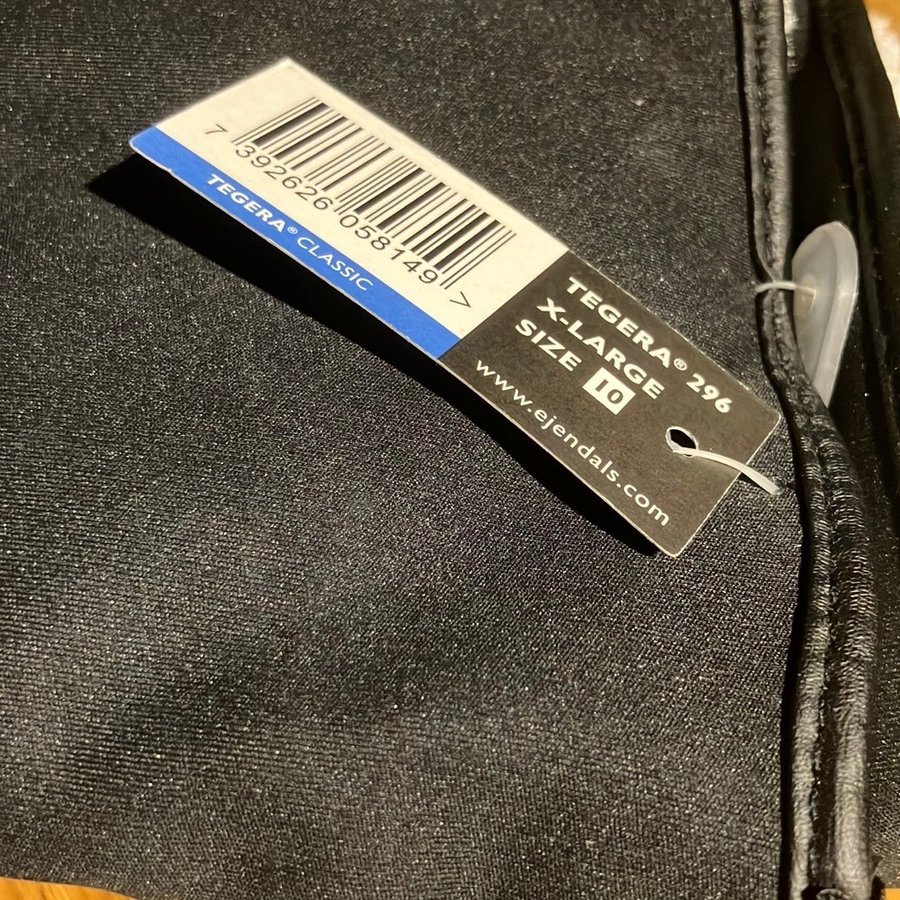 7 392626 058149 >
TEGERA® CLASSIC
TEGERA® 296
X-LARGE
SIZE 10
www.ejendals.com